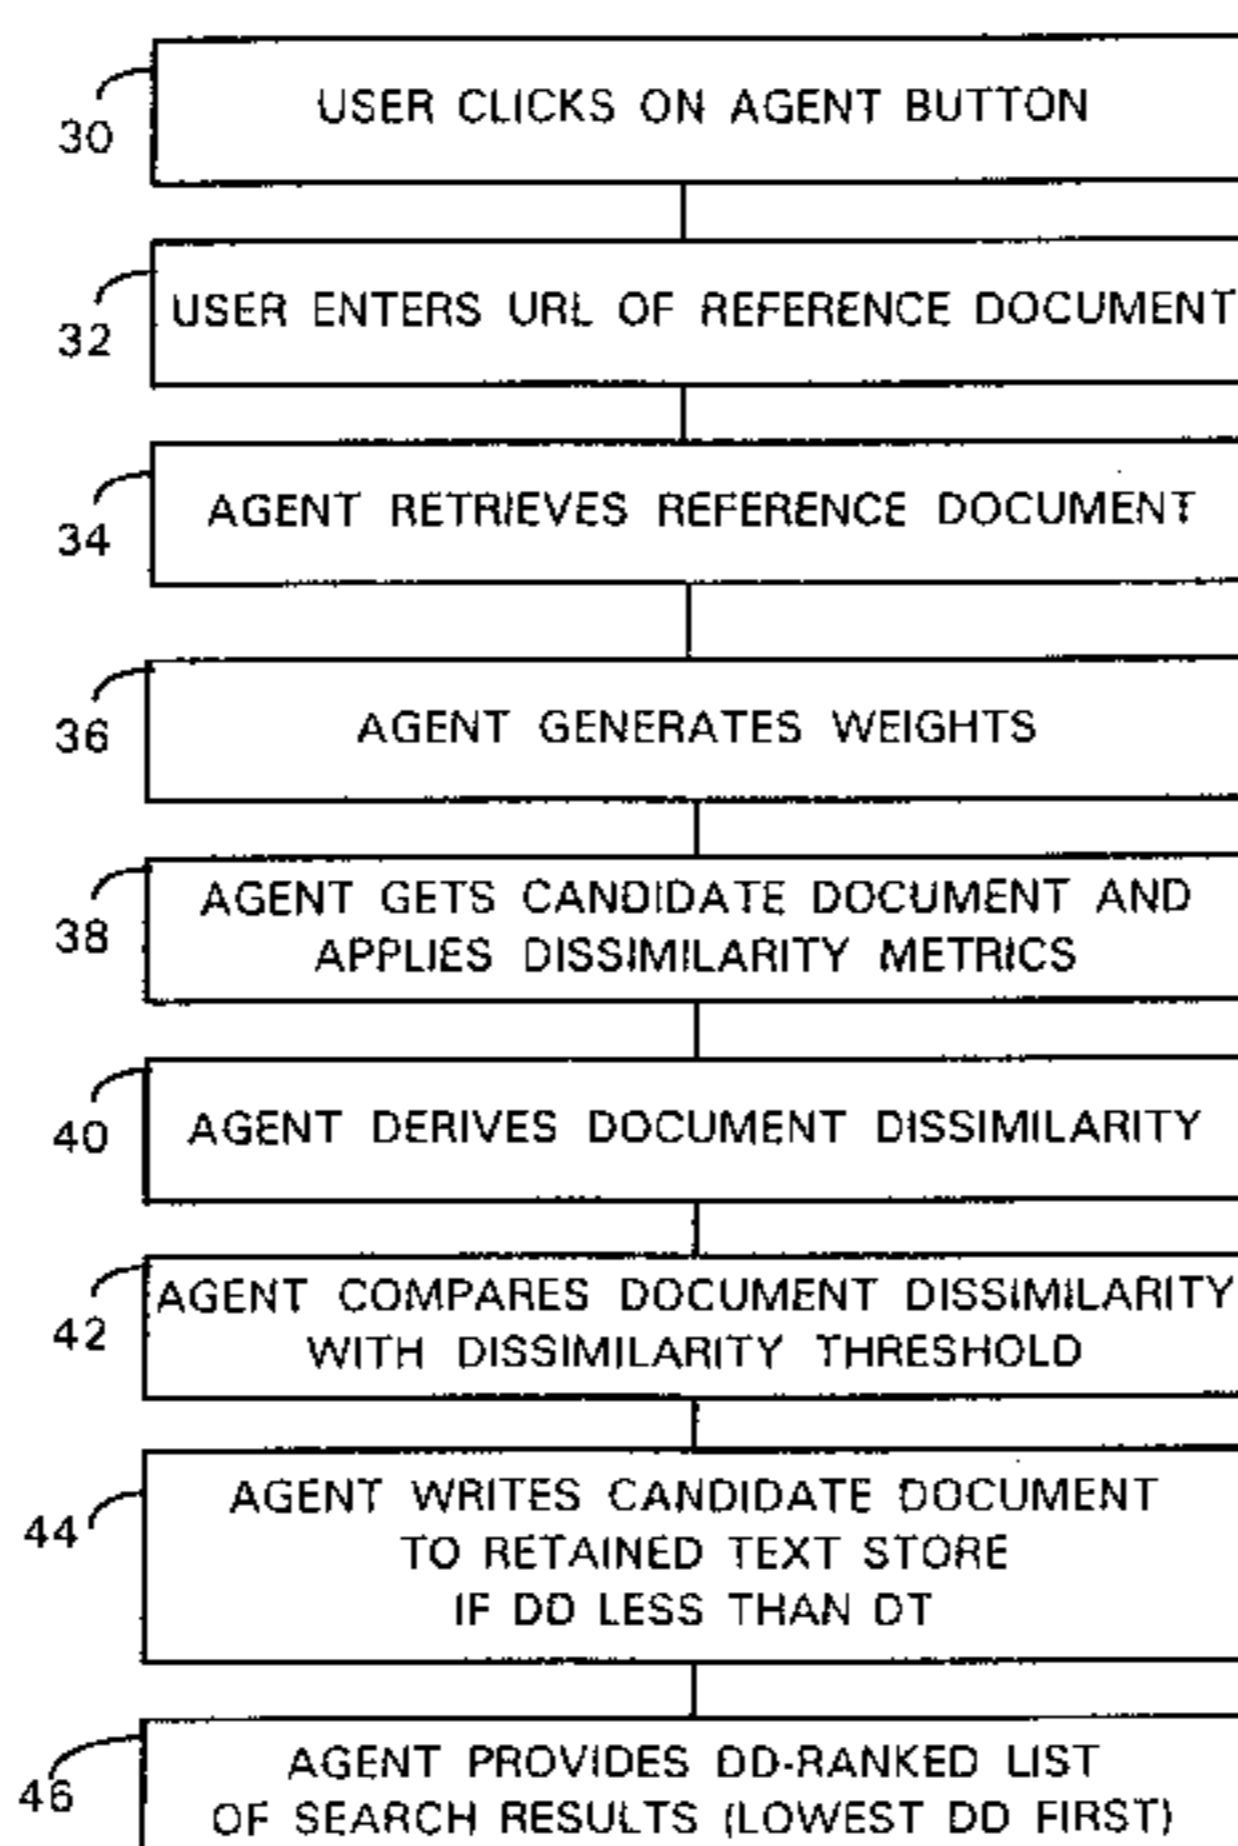 30 USER CLICKS ON AGENT BUTTON
32 USER ENTERS URL OF REFERENCE DOCUMENT
34 AGENT RETRIEVES REFERENCE DOCUMENT
36 AGENT GENERATES WEIGHTS
38 AGENT GETS CANDIDATE DOCUMENT AND
APPLIES DISSIMILARITY METRICS
40 AGENT DERIVES DOCUMENT DISSIMILARITY
42 AGENT COMPARES DOCUMENT DISSIMILARITY
WITH DISSIMILARITY THRESHOLD
44 AGENT WRITES CANDIDATE DOCUMENT
TO RETAINED TEXT STORE
IF DD LESS THAN DT
46 AGENT PROVIDES DD-RANKED LIST
OF SEARCH RESULTS (LOWEST DD FIRST)